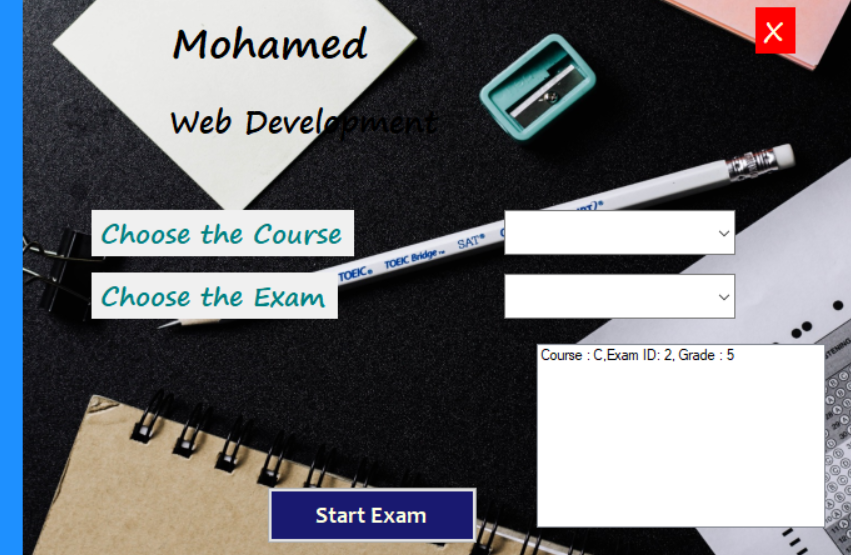 Mohamed
X
Web Development
Choose the Course
TOEIC® TOEIC Bridge™ SAT®
Choose the Exam
Course : C,Exam ID: 2, Grade : 5
Start Exam